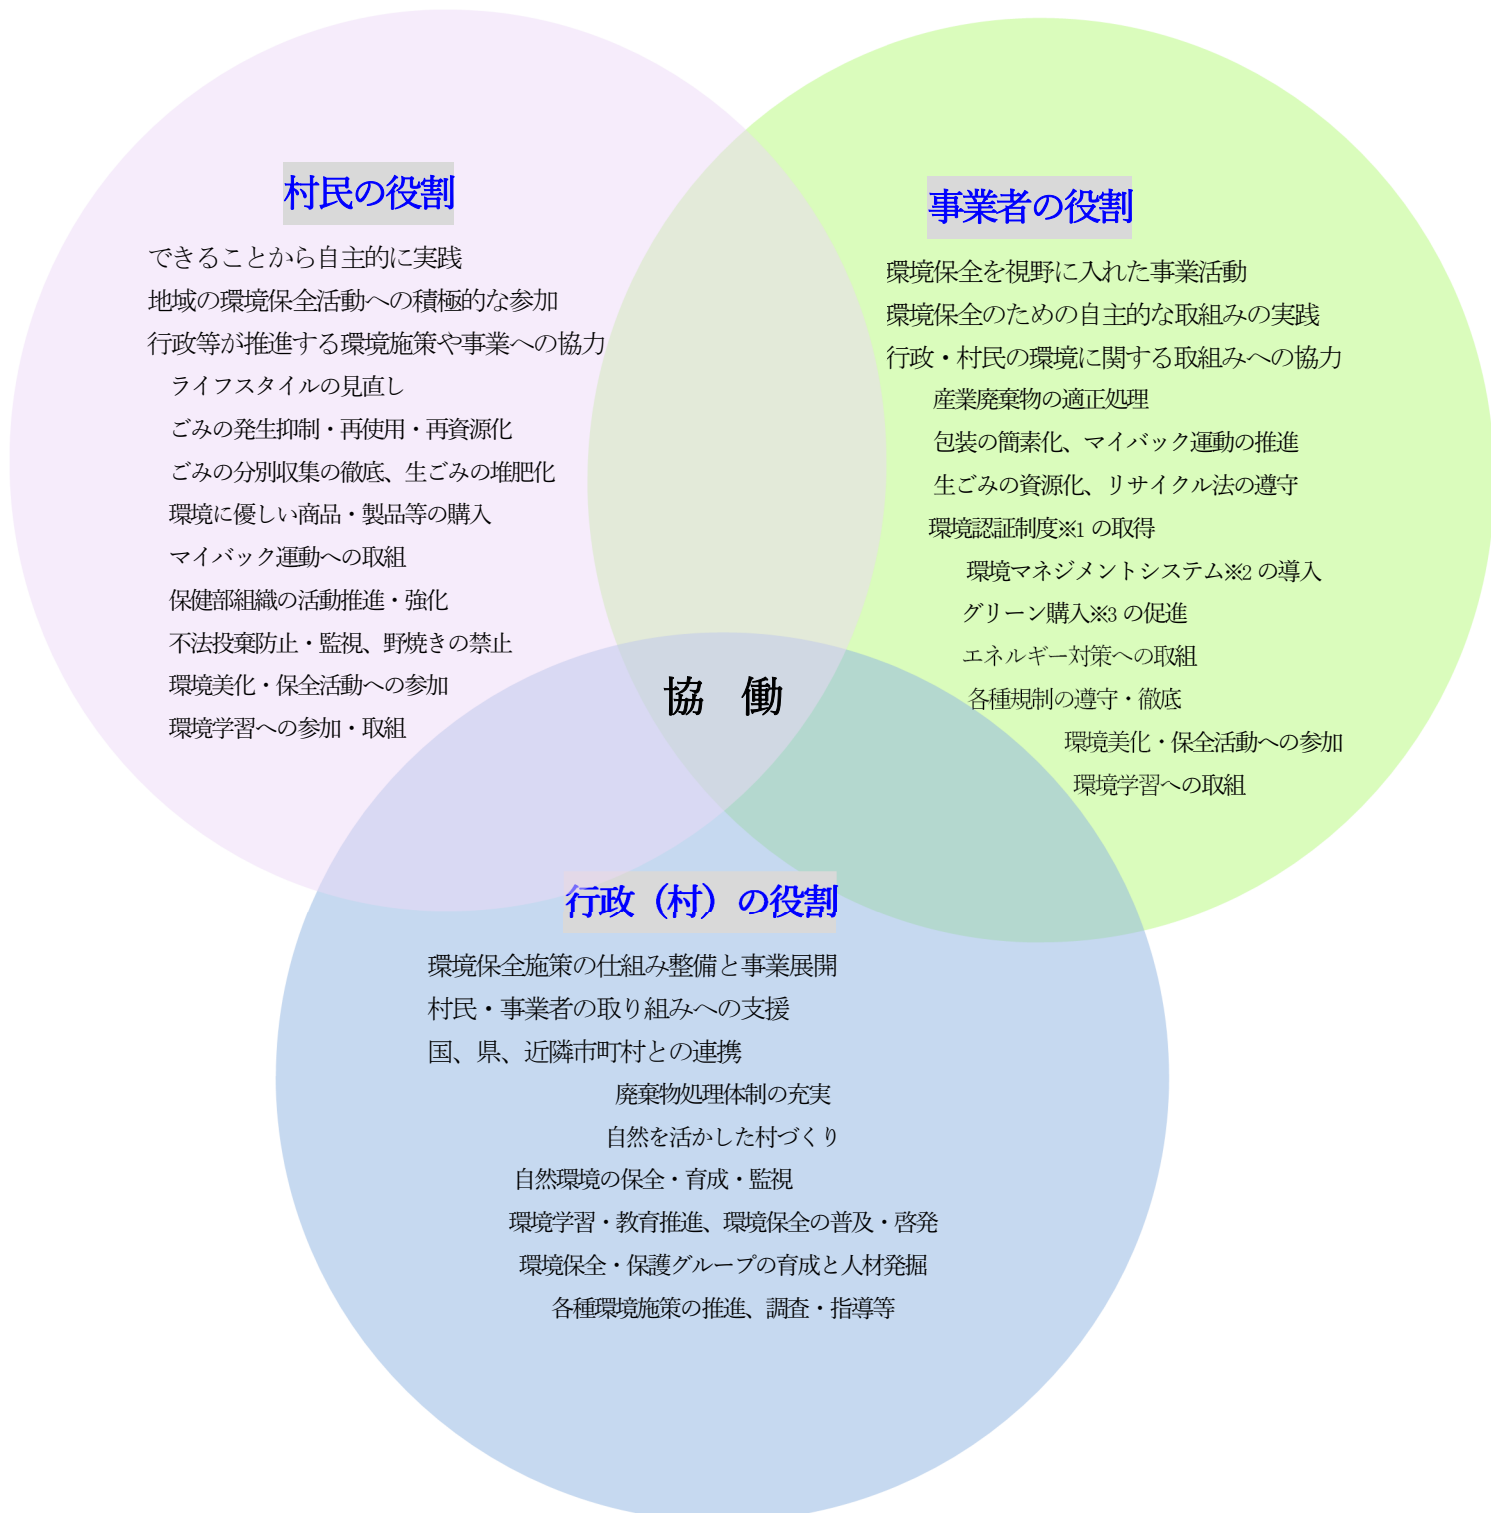 村民の役割
できることから自主的に実践
地域の環境保全活動への積極的な参加
行政等が推進する環境施策や事業への協力
ライフスタイルの見直し
ごみの発生抑制・再使用・再資源化
ごみの分別収集の徹底、生ごみの堆肥化
環境に優しい商品・製品等の購入
マイバック運動への取組
保健部組織の活動推進・強化
不法投棄防止・監視、野焼きの禁止
環境美化・保全活動への参加
環境学習への参加・取組
事業者の役割
環境保全を視野に入れた事業活動
環境保全のための自主的な取組みの実践
行政・村民の環境に関する取組みへの協力
産業廃棄物の適正処理
包装の簡素化、マイバック運動の推進
生ごみの資源化、リサイクル法の遵守
環境認証制度※1 の取得
環境マネジメントシステム※2 の導入
グリーン購入※3 の促進
エネルギー対策への取組
各種規制の遵守・徹底
環境美化・保全活動への参加
環境学習への取組
協 働
行政（村）の役割
環境保全施策の仕組み整備と事業展開
村民・事業者の取り組みへの支援
国、県、近隣市町村との連携
廃棄物処理体制の充実
自然を活かした村づくり
自然環境の保全・育成・監視
環境学習・教育推進、環境保全の普及・啓発
環境保全・保護グループの育成と人材発掘
各種環境施策の推進、調査・指導等